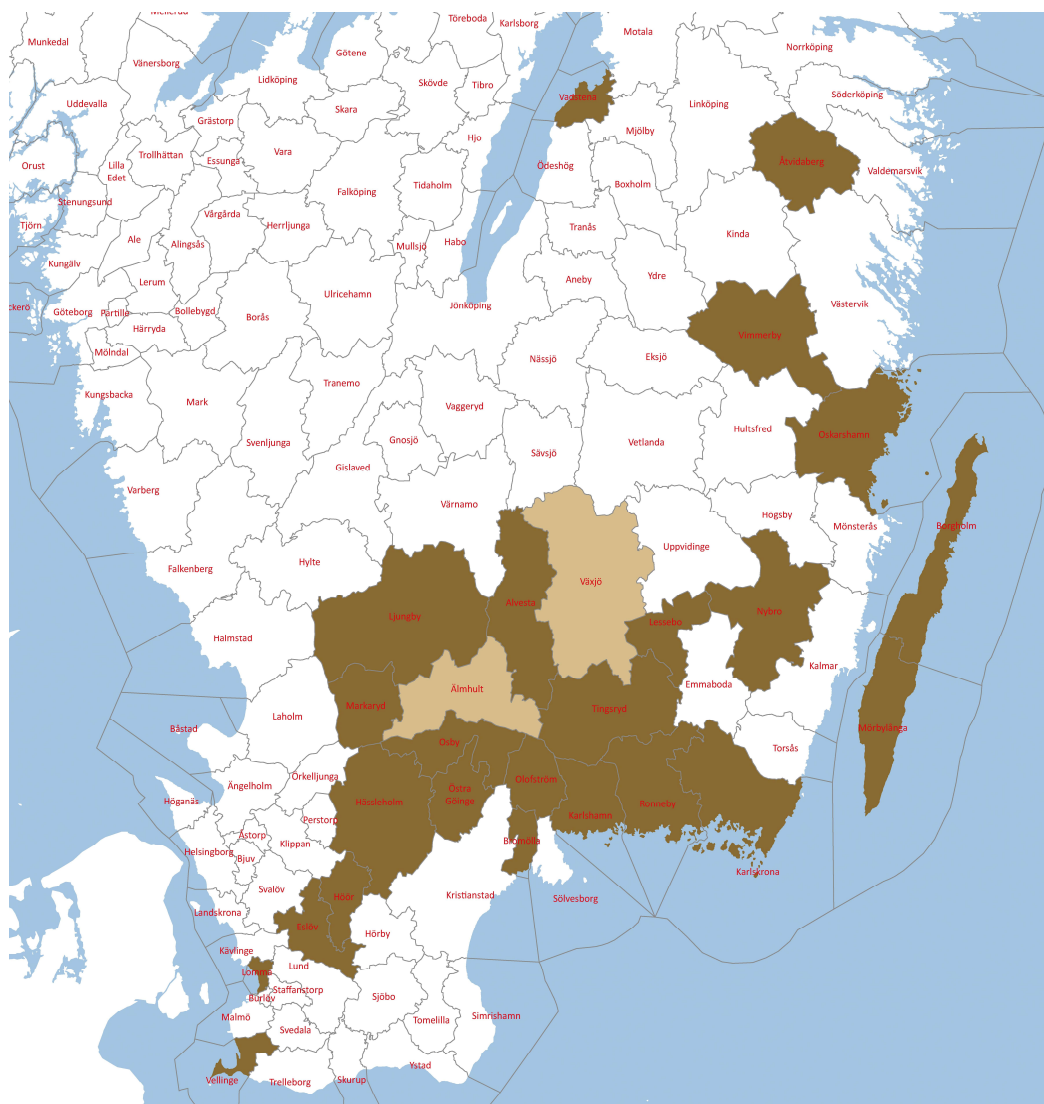 Mellerud
Töreboda
Karlsborg
Munkedal
Götene
Motala
Norrköping
Vänersborg
Lidköping
Skövde
Tibro
Vadstena
Linköping
Söderköping
Uddevalla
Grästorp
Skara
Hjo
Mjölby
Orust
Lilla
Edet
Trollhättan
Essunga
Vara
Ödeshög
Åtvidaberg
Valdemarsvik
Falköping
Tidaholm
Boxholm
Stenungsund
Tjörn
Vårgårda
Herrljunga
Tranås
Kinda
Ale
Alingsås
Mullsjö
Habo
Kungälv
Ydre
Lerum
Ulricehamn
Aneby
Jönköping
ckerö
Göteborg
Partille
Bollebygd
Borås
Västervik
Härryda
Mölndal
Vimmerby
Nässjö
Eksjö
Kungsbacka
Mark
Tranemo
Vaggeryd
Hultsfred
Oskarshamn
Svenljunga
Gnosjö
Vetlanda
Sävsjö
Gislaved
Varberg
Värnamo
Hogsby
Mönsterås
Borgholm
Uppvidinge
Falkenberg
Hylte
Växjö
Alvesta
Nybro
Ljungby
Lessebo
Halmstad
Kalmar
Emmaboda
Älmhult
Markaryd
Tingsryd
Laholm
Båstad
Mörbylånga
Osby
Torsås
Örkelljunga
Ängelholm
Olofström
Östra
Göinge
Höganäs
Hässleholm
Ronneby
Karlshamn
Perstorp
Åstorp
Klippan
Bromölla
Helsingborg
Bjuv
Karlskrona
Svalöv
Höör
Kristianstad
Sölvesborg
Landskrona
Eslöv
Hörby
Kävlinge
Lund
Lomma
Staffanstorp
Burlöv
Sjöbo
Malmö
Simrishamn
Tomelilla
Svedala
Ystad
Vellinge
Trelleborg
Skurup